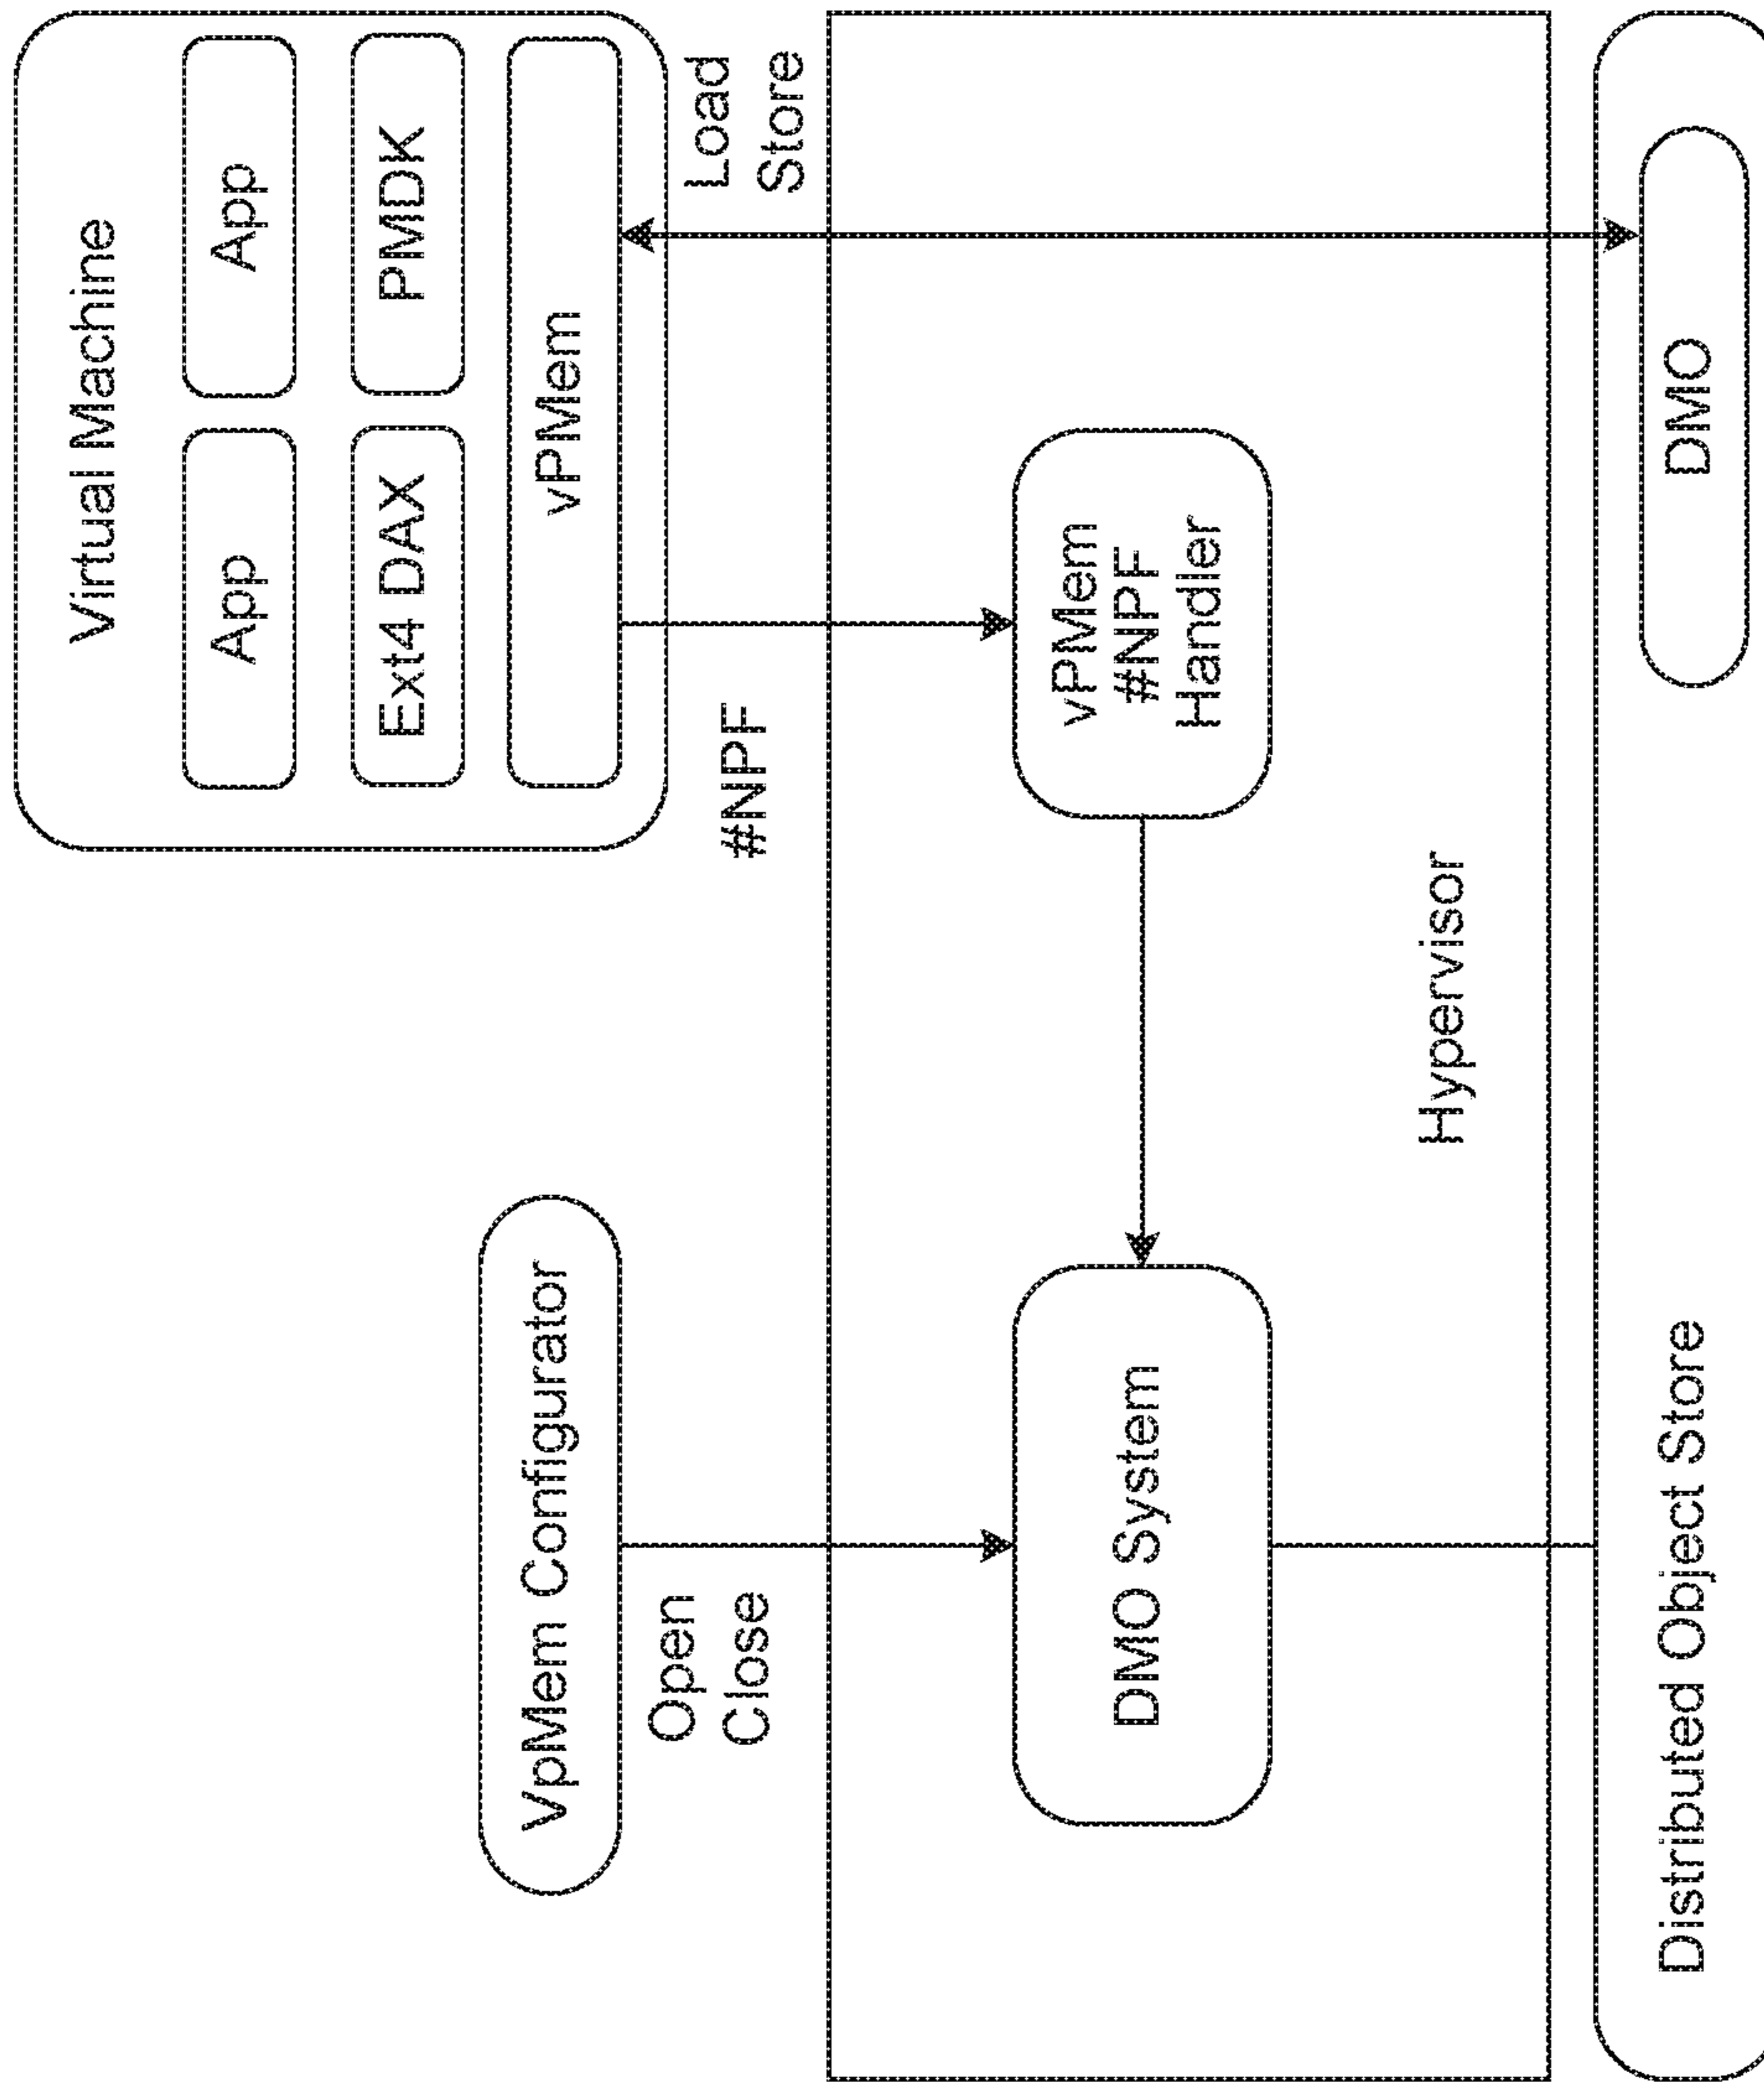 Virtual Machine
App
App
Ext4 DAX
PMDK
vPMem
VpMem Configurator
Open
Close
#NPF
Load
Store
DMO System
vPMem
#NPF
Handler
Hypervisor
Distributed Object Store
DMO